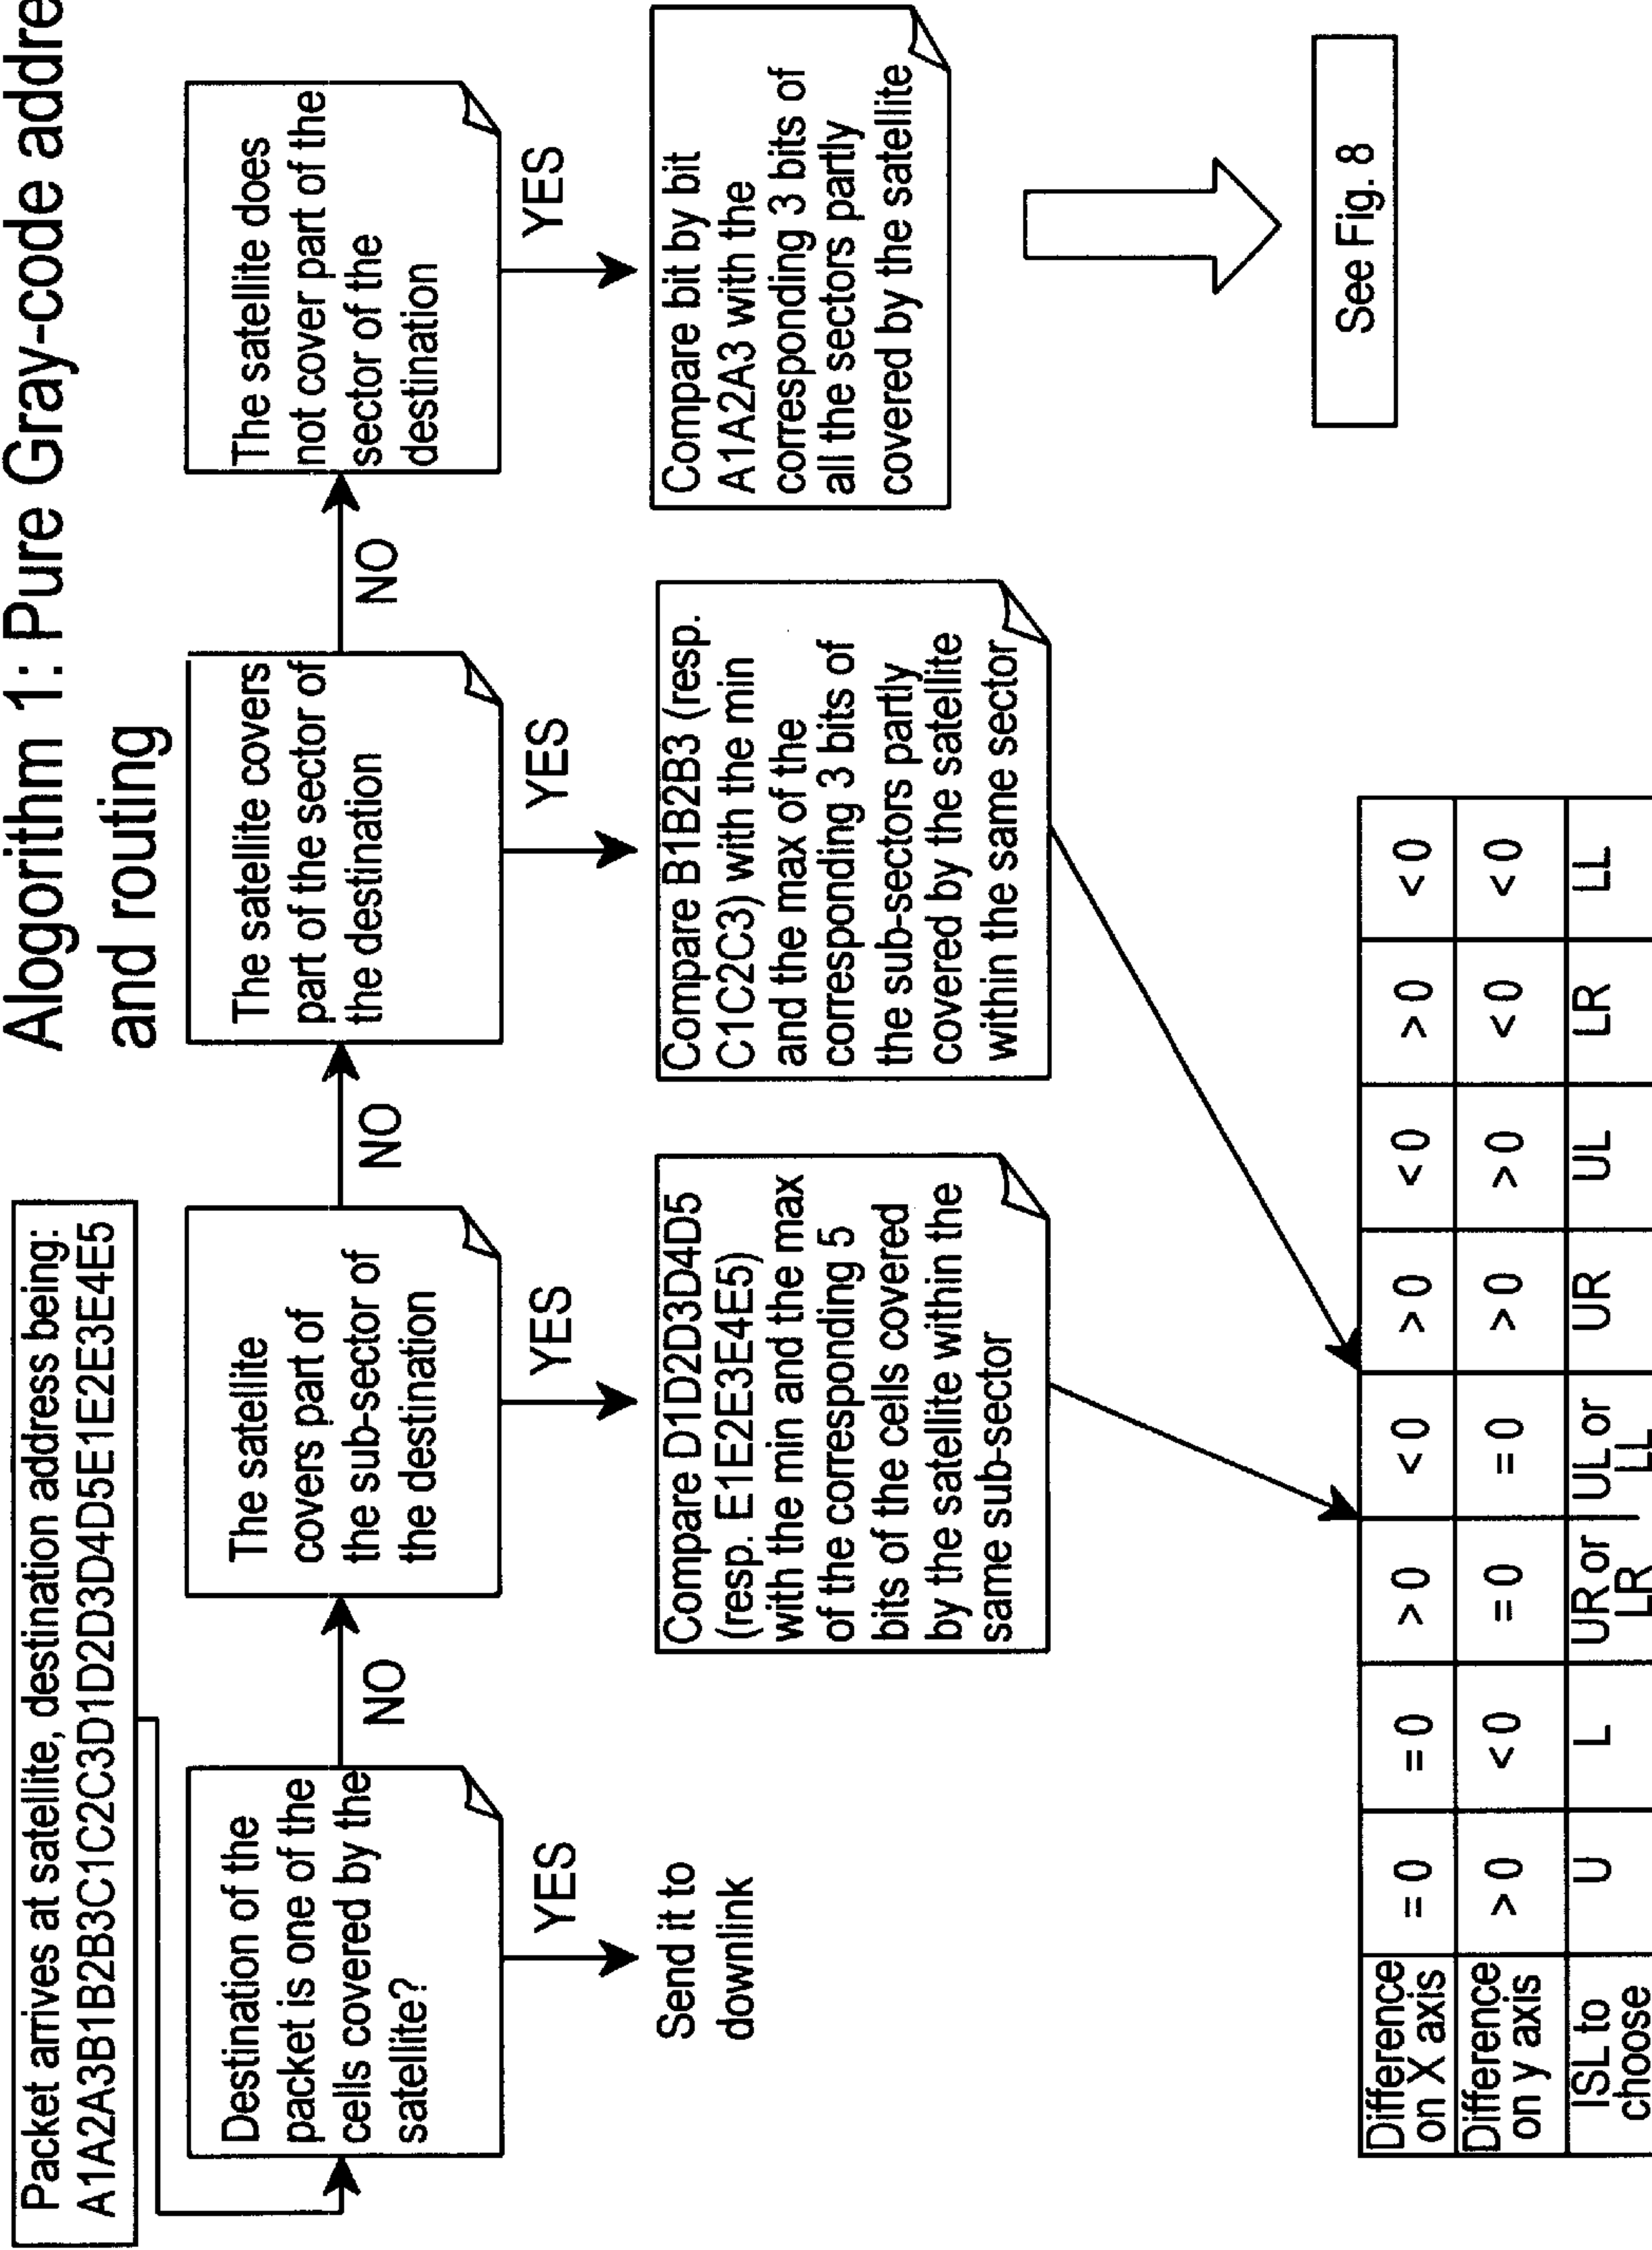 Alogorithm 1: Pure Gray-code addre
and routing
Packet arrives at satellite, destination address being:
A1A2A3B1B2B3C1C2C3D1D2D3D4D5E1E2E3E4E5
Destination of the
packet is one of the
cells covered by the
satellite?
NO
YES
Send it to
downlink
The satellite
covers part of
the sub-sector of
the destination
NO
YES
Compare D1D2D3D4D5
(resp. E1E2E3E4E5)
with the min and the max
of the corresponding 5
bits of the cells covered
by the satellite within the
same sub-sector
The satellite covers
part of the sector of
the destination
NO
YES
Compare B1B2B3 (resp.
C1C2C3) with the min
and the max of the
corresponding 3 bits of
the sub-sectors partly
covered by the satellite
within the same sector
The satellite does
not cover part of the
sector of the
destination
YES
Compare bit by bit
A1A2A3 with the
corresponding 3 bits of
all the sectors partly
covered by the satellite
See Fig. 8
Difference
on X axis
= 0
= 0
> 0
< 0
> 0
< 0
> 0
< 0
Difference
on y axis
> 0
< 0
= 0
= 0
> 0
> 0
< 0
< 0
ISL to
choose
U
L
UR or
LR
UL or
LL
UR
UL
LR
LL